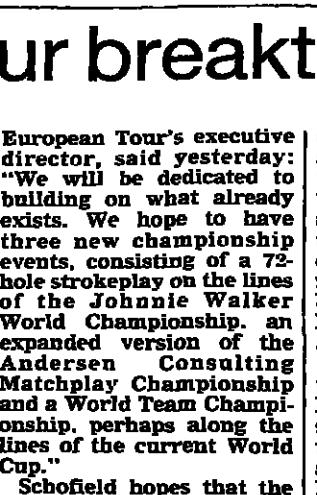 ur breakt
European Tour's executive
director, said yesterday:
"We will be dedicated to
building on what already
exists. We hope to have
three new championship
events, consisting of a 72-
hole strokeplay on the lines
of the Johnnie Walker
World Championship. an
expanded version of the
Andersen Consulting
Matchplay Championship
and a World Team Champi-
onship. perhaps along the
lines of the current World
Cup."
Schofield hopes that the